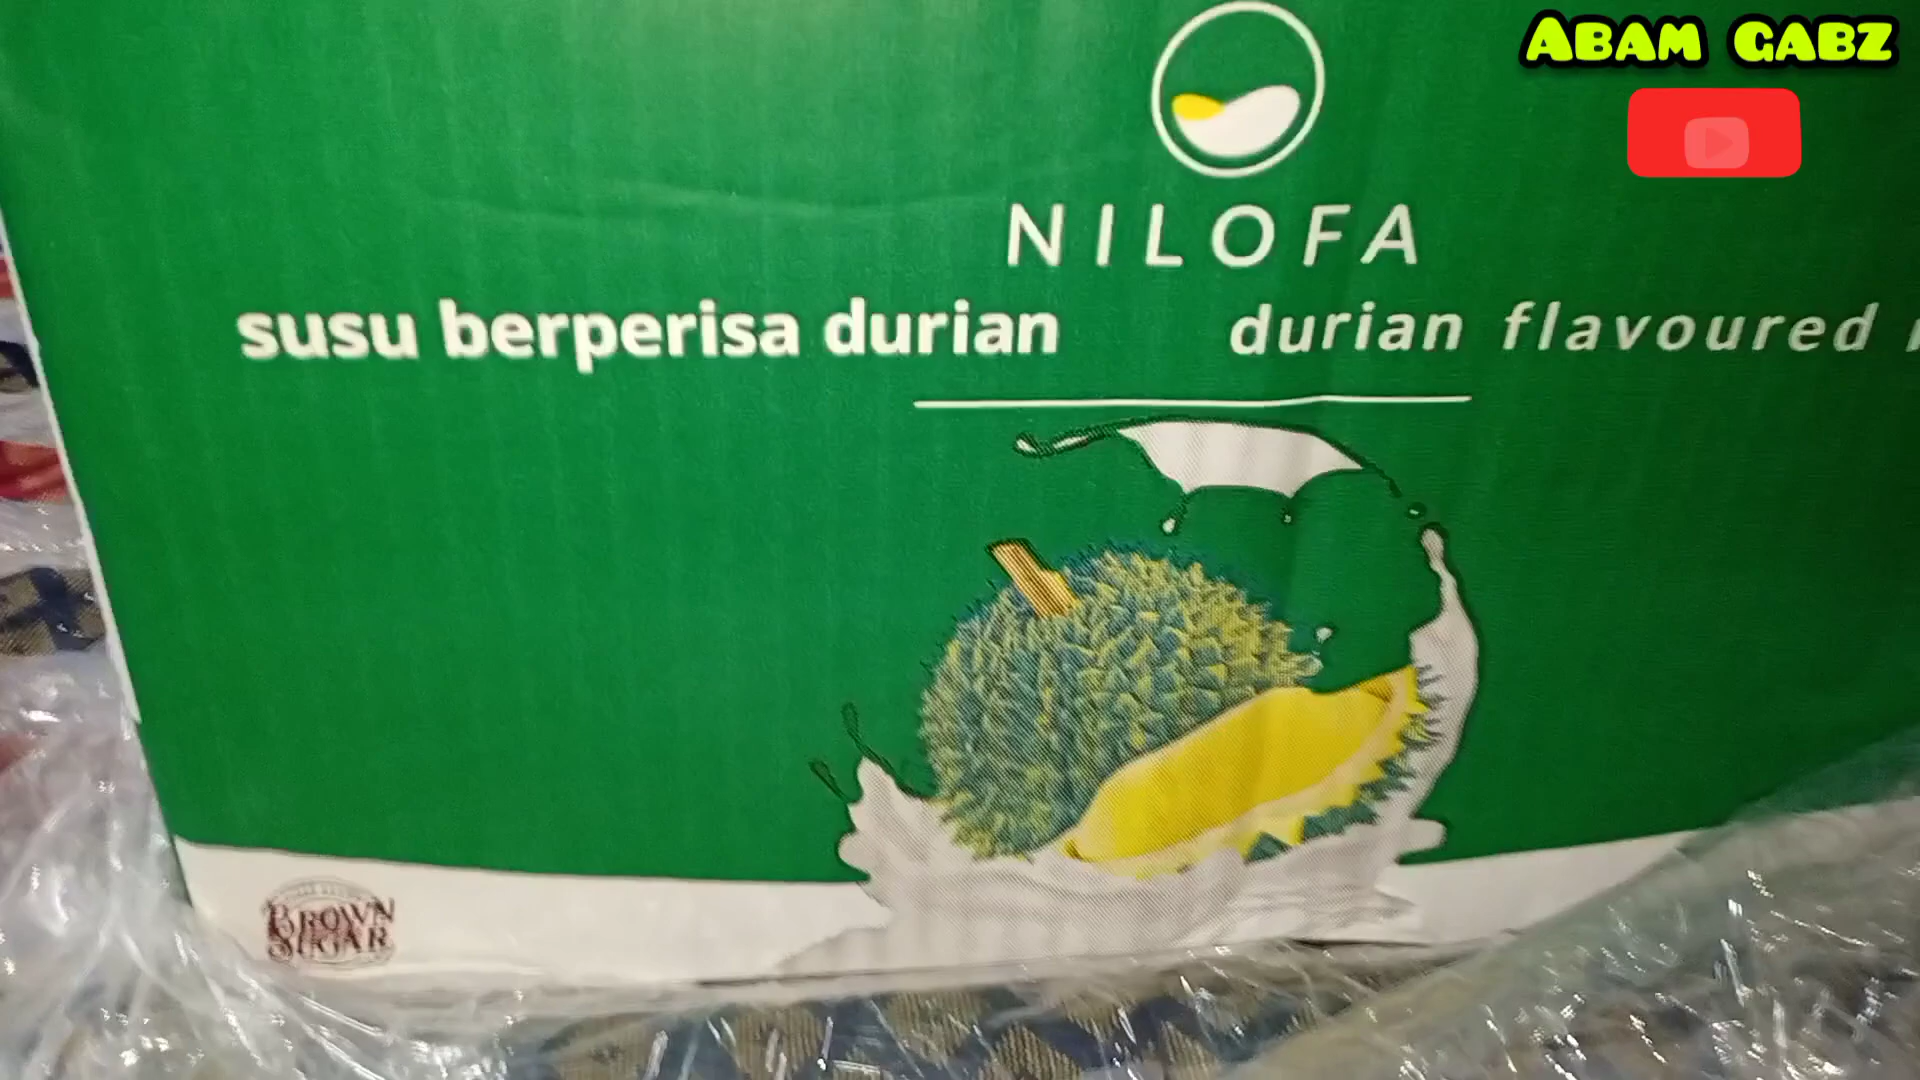 ABAM GABZ
NILOFA
susu berperisa durian
durian flavoured
BROWN
SUGAR